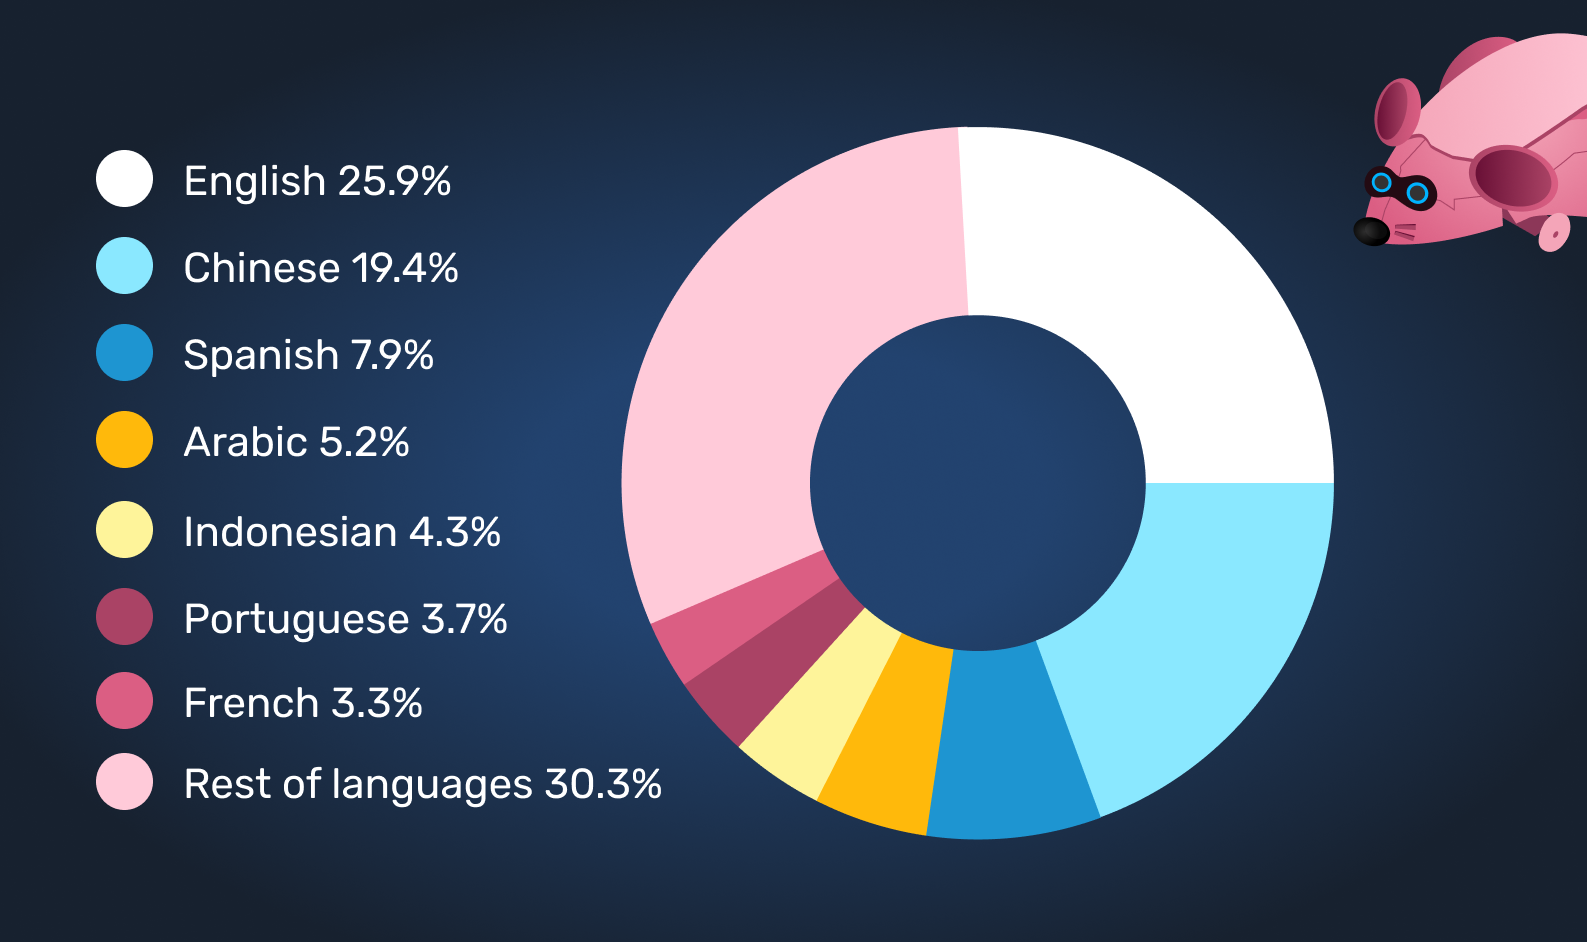 English 25.9%
Chinese 19.4%
Spanish 7.9%
Arabic 5.2%
Indonesian 4.3%
Portuguese 3.7%
French 3.3%
Rest of languages 30.3%